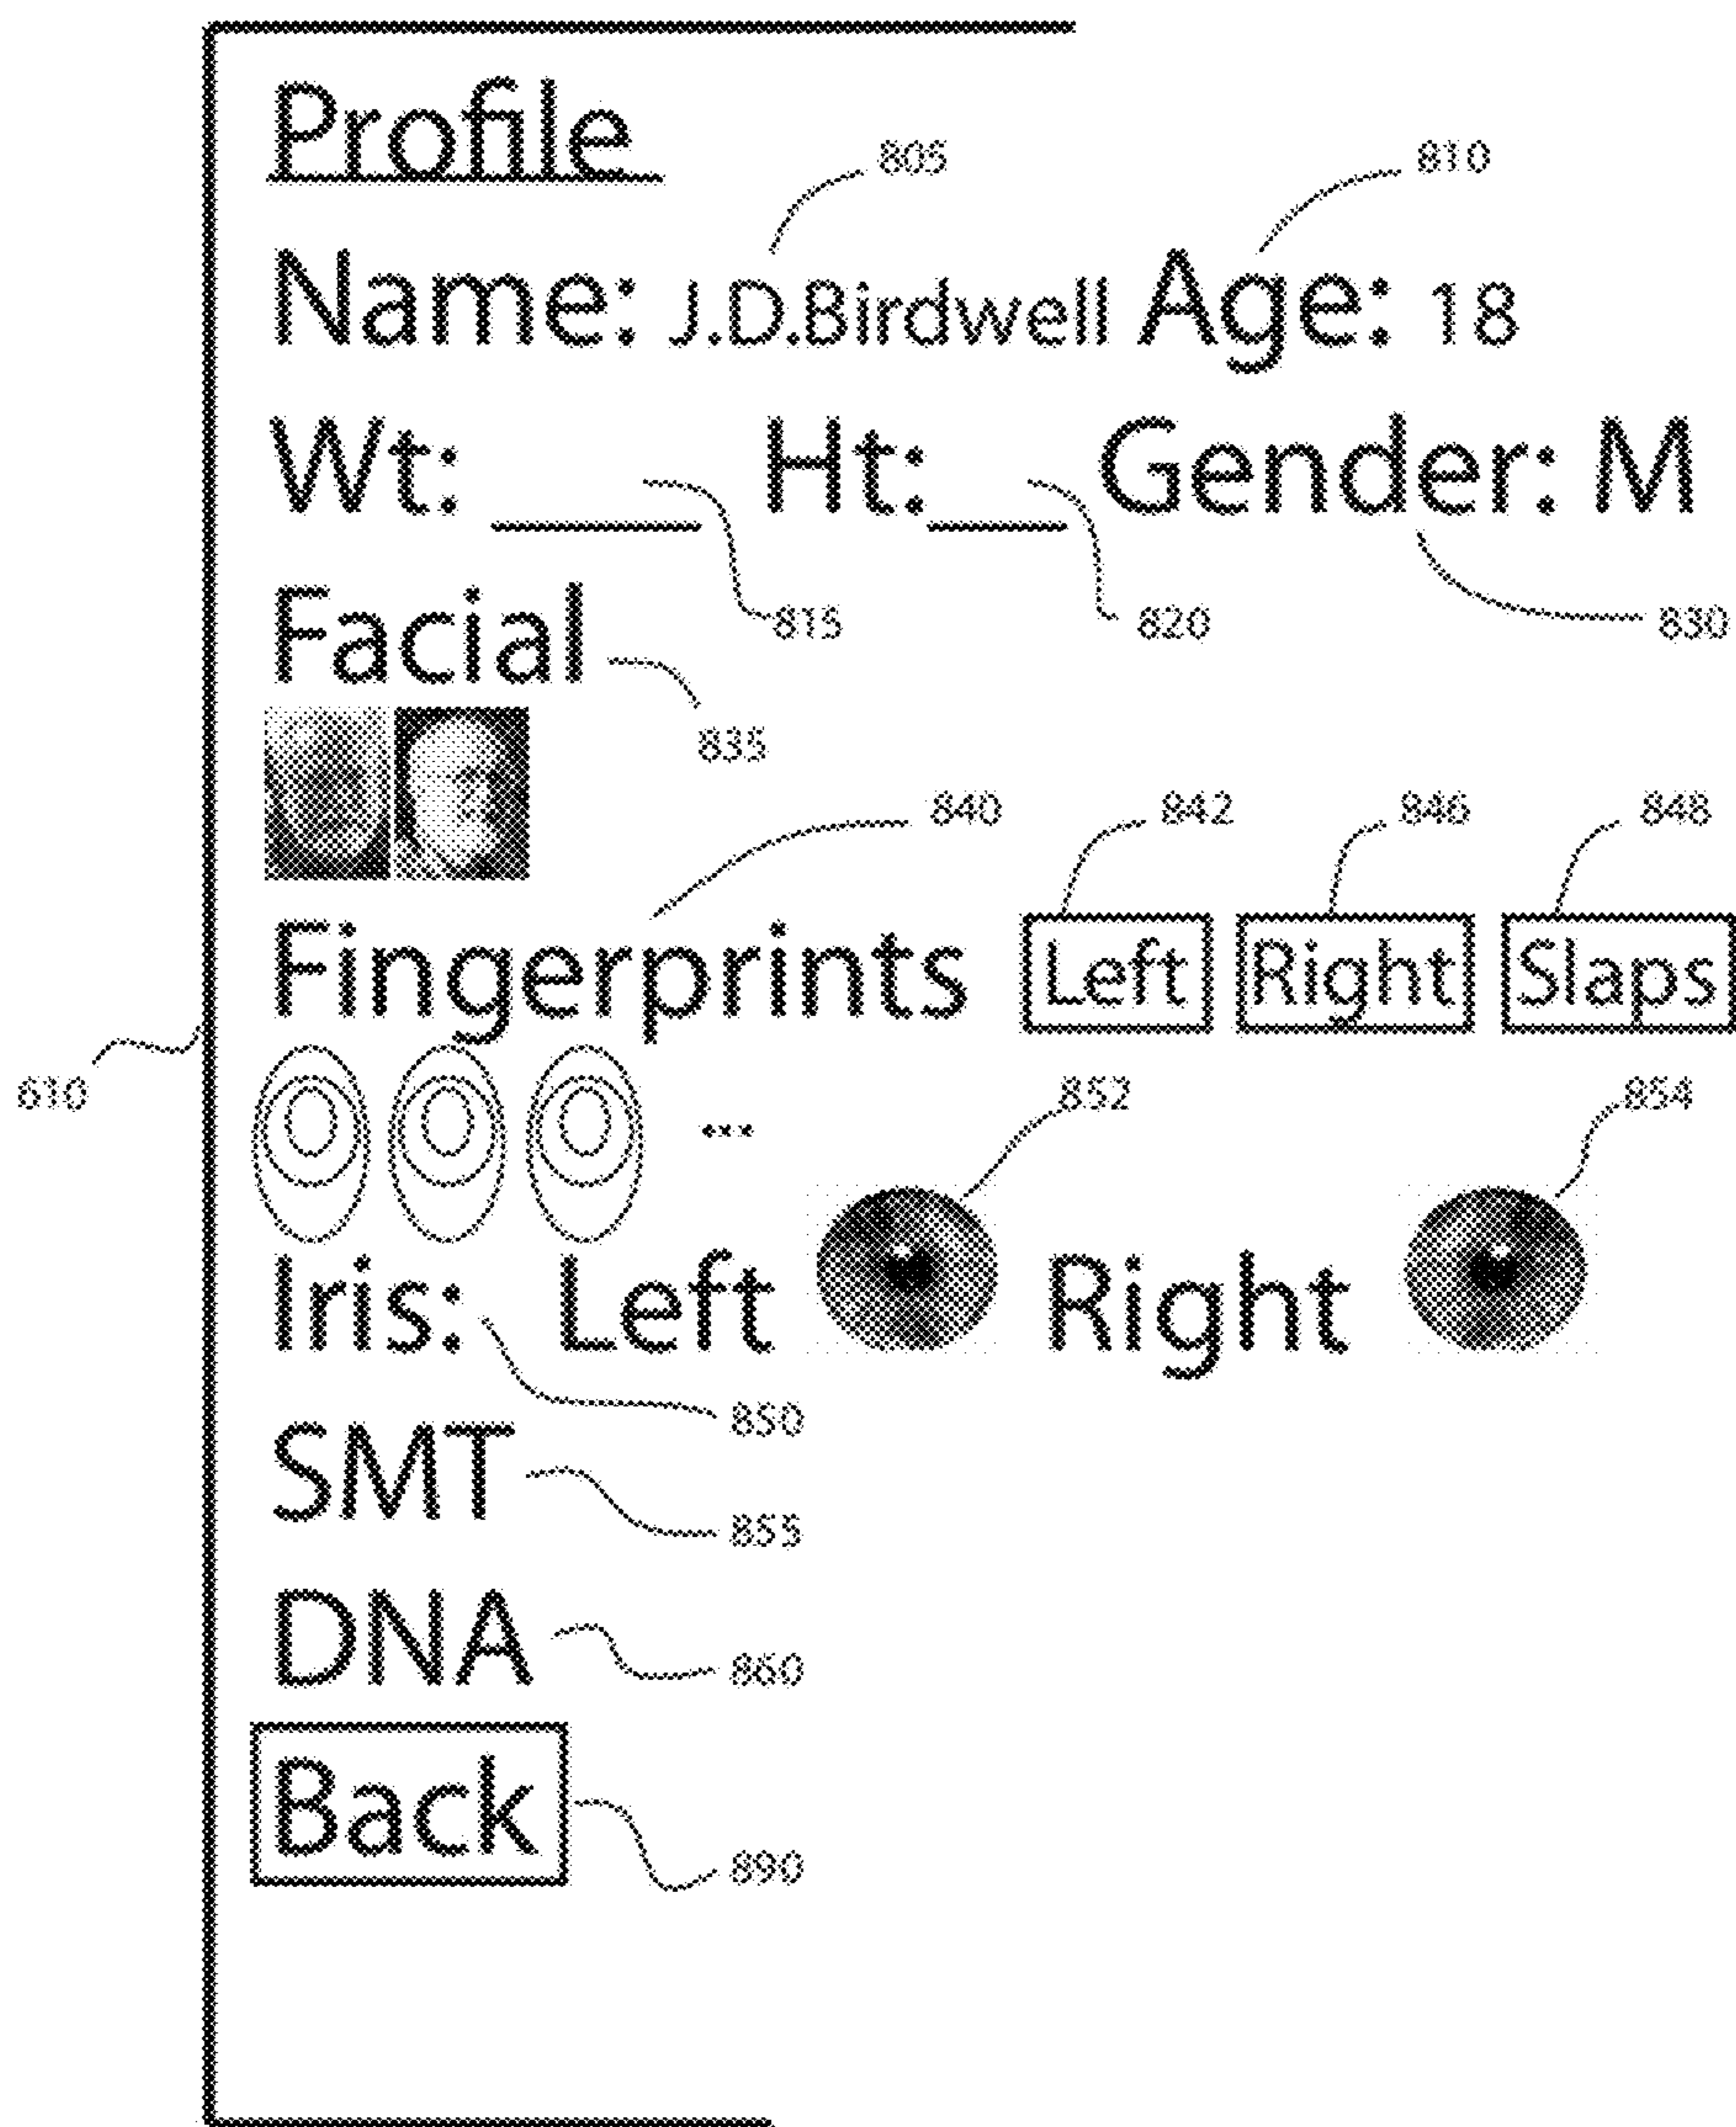 Profile
805 810
Name: J.D.Birdwell Age: 18
Wt: _____ Ht:____ Gender: M
815 820 830
Facial
835
840 842 846 848
Fingerprints Left Right Slaps
610
...
852 854
Iris: Left Right
850
SMT
855
DNA
860
Back
890